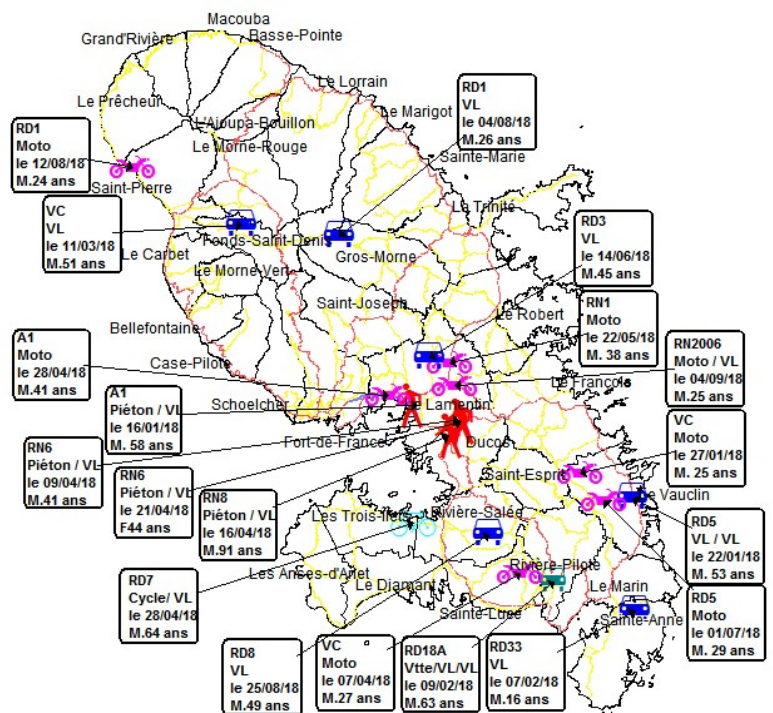 Macouba
Grand'Rivière
Basse-Pointe
Le Lorrain
Le Prêcheur
RD1
VL
le 04/08/18
M.26 ans
Le Marigot
L'Ajoupa-Bouillon
RD1
Moto
le 12/08/18
M.24 ans
Le Morne-Rouge
Sainte-Marie
Saint-Pierre
VC
VL
le 11/03/18
M.51 ans
La Trinité
RD3
VL
le 14/06/18
M.45 ans
Fonds-Saint-Denis
Le Carbet
Gros-Morne
Le Morne-Vert
Saint-Joseph
RN1
Moto
le 22/05/18
M. 38 ans
Le Robert
Bellefontaine
A1
Moto
le 28/04/18
M.41 ans
RN2006
Moto / VL
le 04/09/18
M.25 ans
Case-Pilote
Le François
A1
Piéton / VL
le 16/01/18
M. 58 ans
Schoelcher
Le Lamentin
VC
Moto
le 27/01/18
M. 25 ans
RN6
Piéton / VL
le 09/04/18
M.41 ans
Fort-de-France
Ducos
RN6
Piéton / VL
le 21/04/18
F44 ans
Saint-Esprit
RN8
Piéton / VL
le 16/04/18
M.91 ans
Le Vauclin
Les Trois-Ilets
Rivière-Salée
RD5
VL / VL
le 22/01/18
M. 53 ans
Les Anses-d'Arlet
Rivière-Pilote
RD7
Cycle/ VL
le 28/04/18
M.64 ans
Le Diamant
Le Marin
RD5
Moto
le 01/07/18
M. 29 ans
Sainte-Luce
Sainte-Anne
RD8
VL
le 25/08/18
M.49 ans
VC
Moto
le 07/04/18
M.27 ans
RD18A
Vtte/VL/VL
le 09/02/18
M.63 ans
RD33
VL
le 07/02/18
M.16 ans